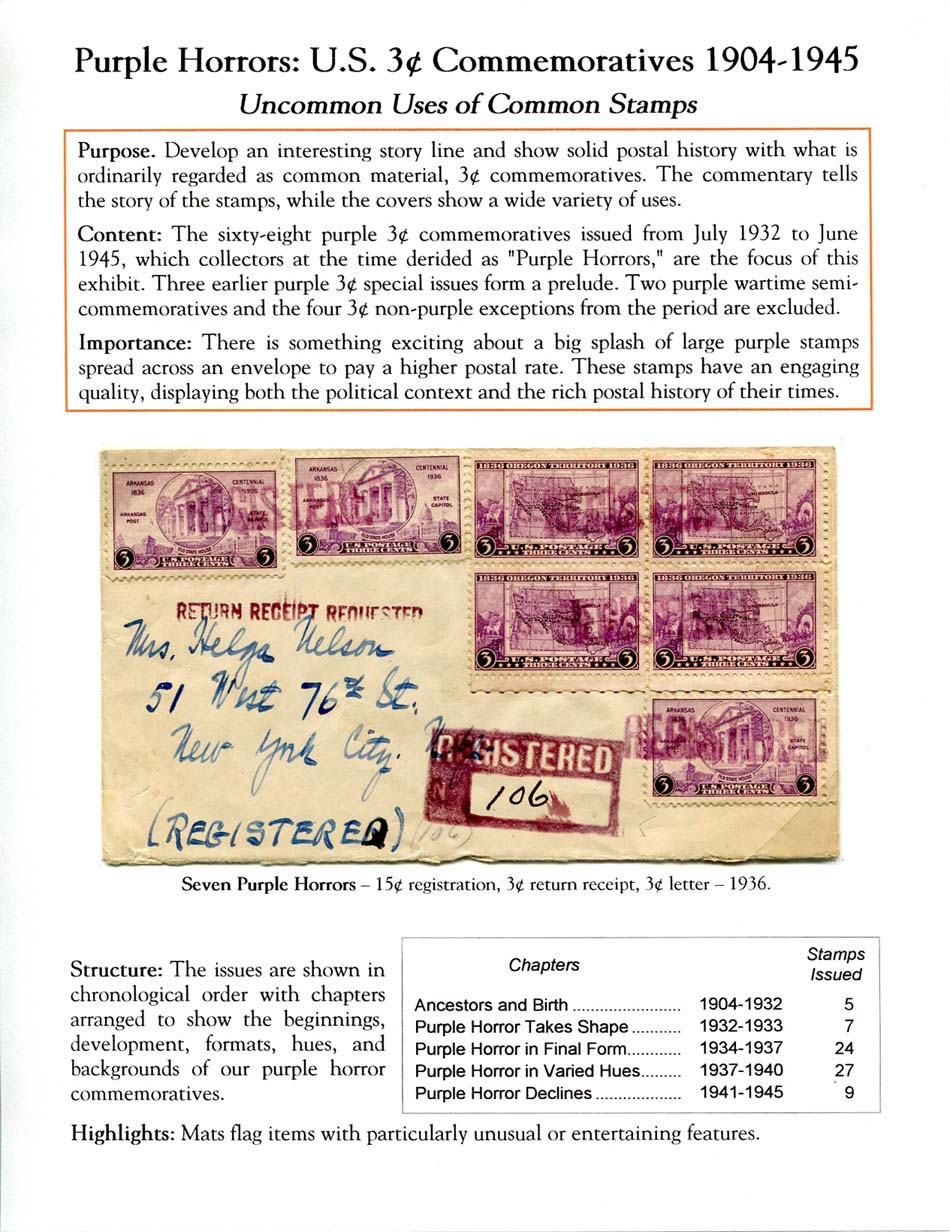 Purple Horrors: U.S. 3¢ Commemoratives 1904-1945
Uncommon Uses of Common Stamps
Purpose. Develop an interesting story line and show solid postal history with what is
ordinarily regarded as common material, 3¢ commemoratives. The commentary tells
the story of the stamps, while the covers show a wide variety of uses.
Content: The sixty-eight purple 3¢ commemoratives issued from July 1932 to June
1945, which collectors at the time derided as "Purple Horrors," are the focus of this
exhibit. Three earlier purple 3¢ special issues form a prelude. Two purple wartime semi-
commemoratives and the four 3¢ non-purple exceptions from the period are excluded.
Importance: There is something exciting about a big splash of large purple stamps
spread across an envelope to pay a higher postal rate. These stamps have an engaging
quality, displaying both the political context and the rich postal history of their times.
ARKANSAS 1836 CENTENNIAL 1936
ARKANSAS POST STATE CAPITOL
OLD STATE HOUSE
3 U.S. POSTAGE THREE CENTS 3
ARKANSAS 1836 CENTENNIAL 1936
ARKANSAS POST STATE CAPITOL
OLD STATE HOUSE
3 U.S. POSTAGE THREE CENTS 3
1836 OREGON TERRITORY 1936
3 U.S. POSTAGE THREE CENTS 3
1836 OREGON TERRITORY 1936
3 U.S. POSTAGE THREE CENTS 3
1836 OREGON TERRITORY 1936
3 U.S. POSTAGE THREE CENTS 3
1836 OREGON TERRITORY 1936
3 U.S. POSTAGE THREE CENTS 3
RETURN RECEIPT REQUESTED
Mrs. Helga Nelson
51 West 76th St.
New York City.
(REGISTERED) (106)
REGISTERED
106
ARKANSAS 1836 CENTENNIAL 1936
ARKANSAS POST STATE CAPITOL
OLD STATE HOUSE
3 U.S. POSTAGE THREE CENTS 3
Seven Purple Horrors – 15¢ registration, 3¢ return receipt, 3¢ letter – 1936.
Structure: The issues are shown in
chronological order with chapters
arranged to show the beginnings,
development, formats, hues, and
backgrounds of our purple horror
commemoratives.
Chapters Stamps Issued
Ancestors and Birth ........................ 1904-1932 5
Purple Horror Takes Shape ........... 1932-1933 7
Purple Horror in Final Form............ 1934-1937 24
Purple Horror in Varied Hues......... 1937-1940 27
Purple Horror Declines ................... 1941-1945 9
Highlights: Mats flag items with particularly unusual or entertaining features.